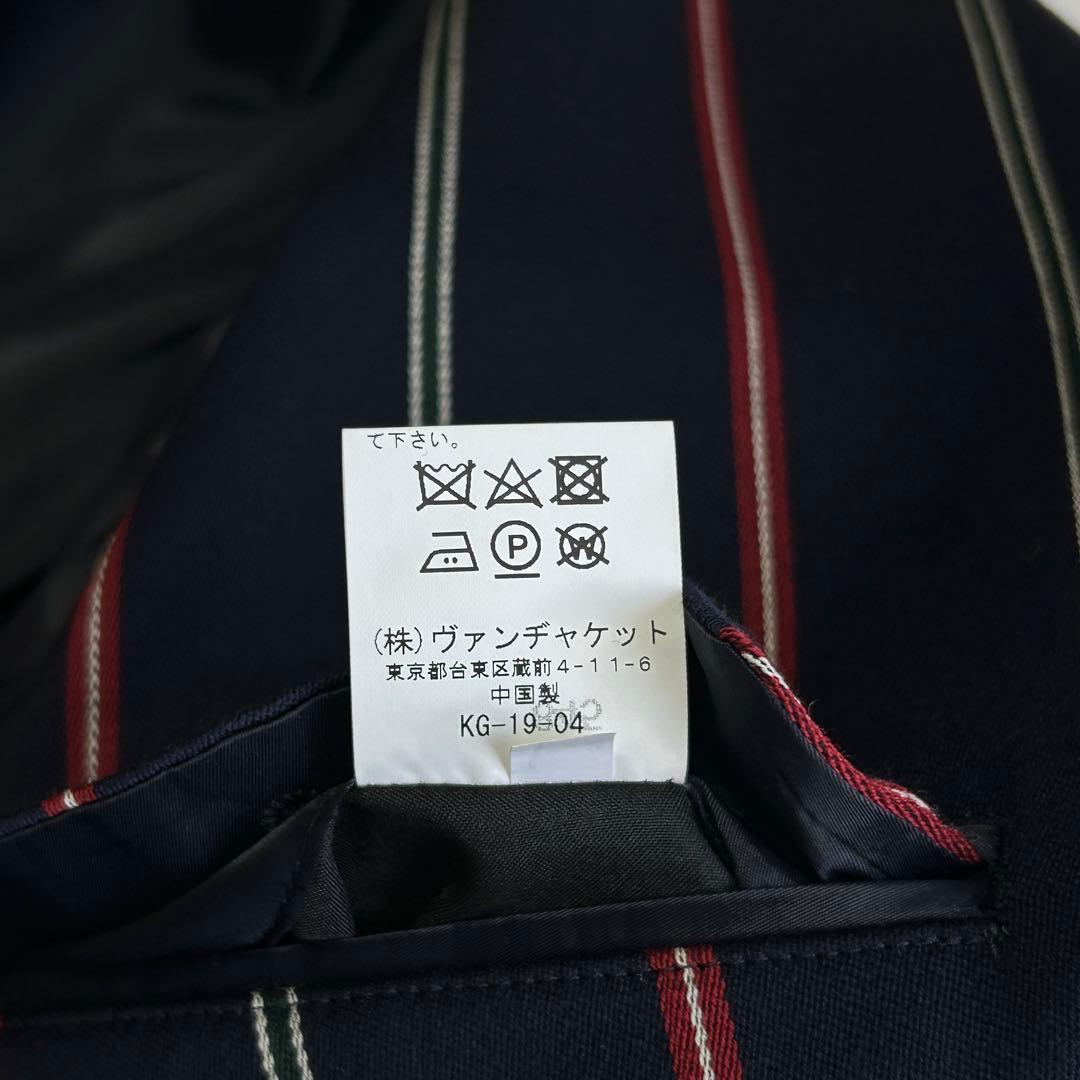 て下さい。
P W
(株)ヴァンヂャケット
東京都台東区蔵前4-11-6
中国製
KG-19-04